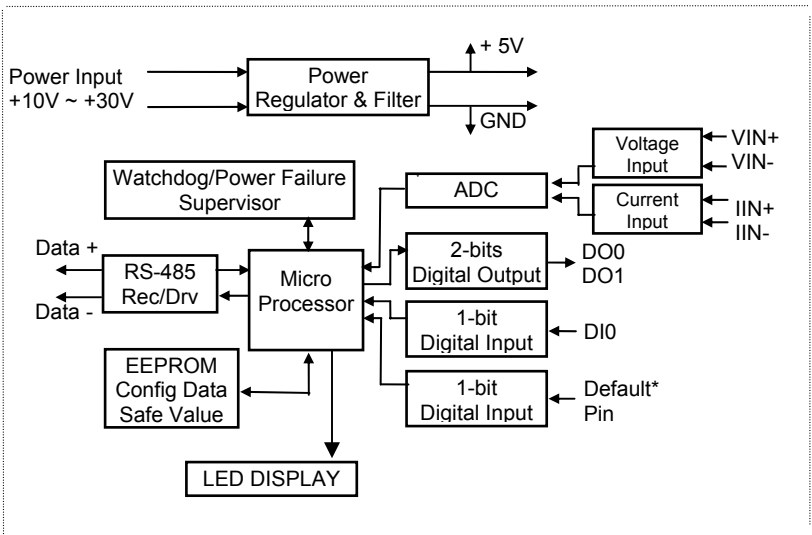 + 5V
Power Input
+10V ~ +30V
Power
Regulator & Filter
GND
Voltage
Input
VIN+
VIN-
Watchdog/Power Failure
Supervisor
ADC
Current
Input
IIN+
IIN-
Data +
Data -
RS-485
Rec/Drv
Micro
Processor
2-bits
Digital Output
DO0
DO1
1-bit
Digital Input
DI0
EEPROM
Config Data
Safe Value
1-bit
Digital Input
Default*
Pin
LED DISPLAY